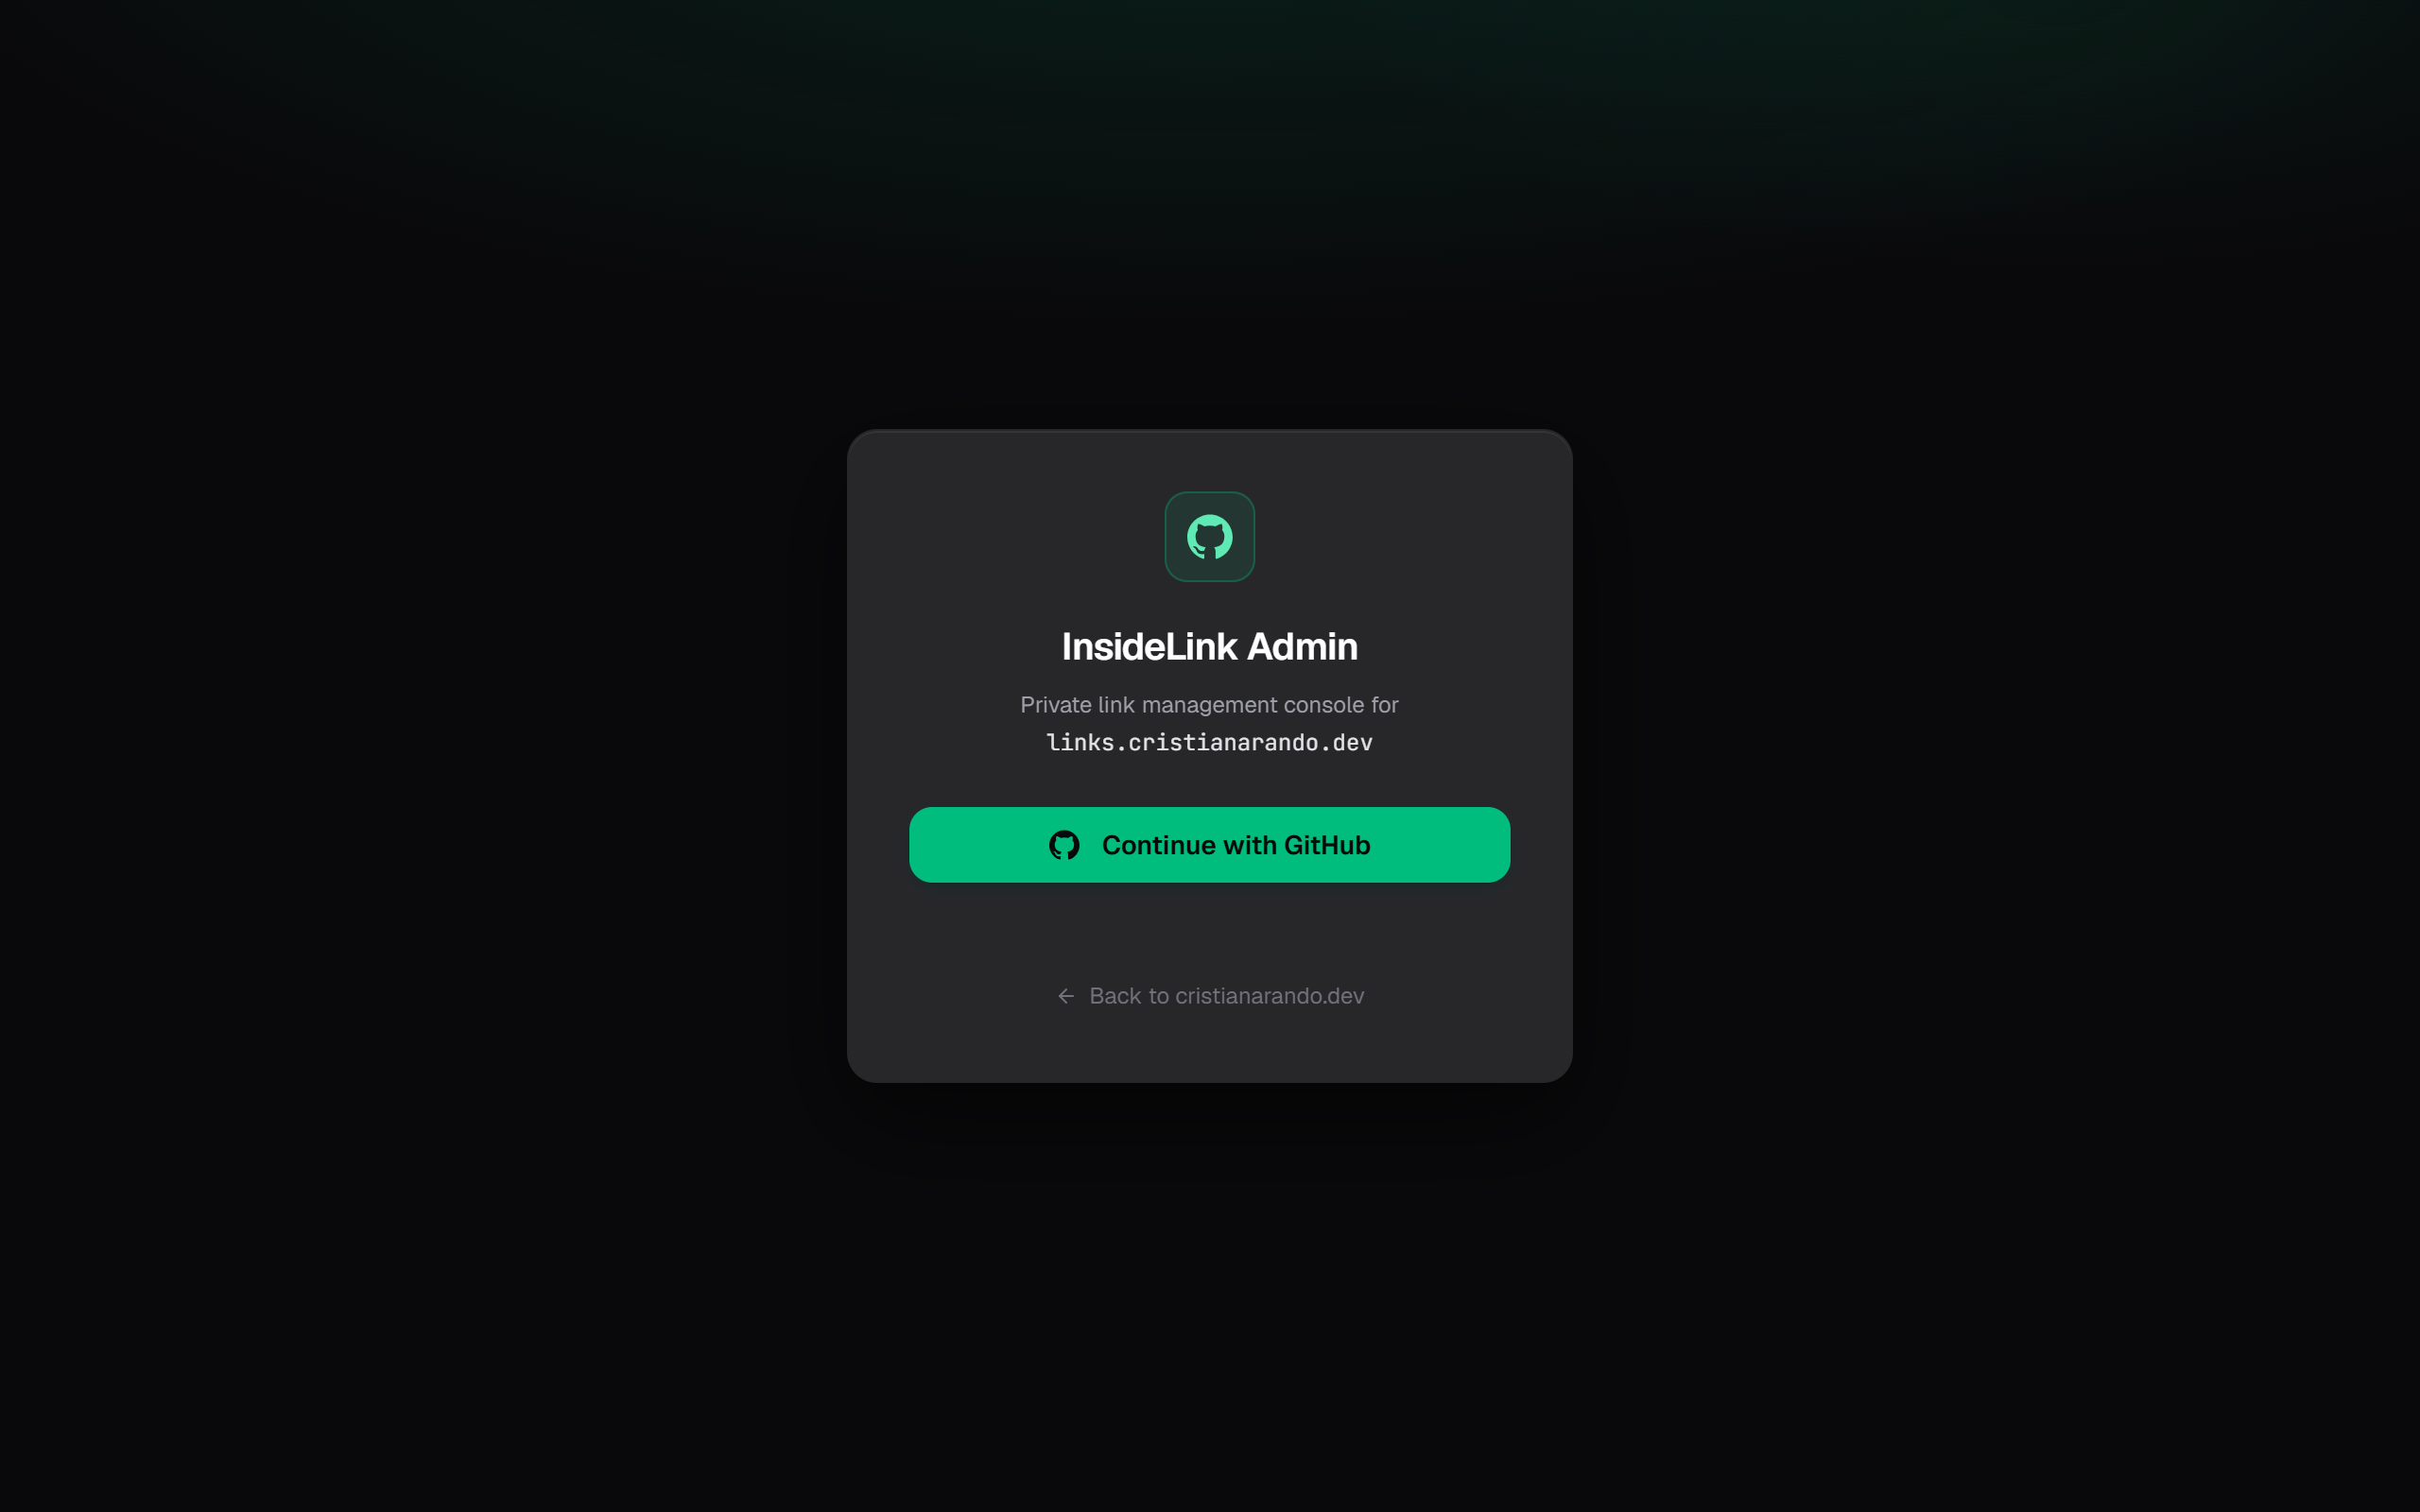 InsideLink Admin
Private link management console for
links.cristianarando.dev
Continue with GitHub
← Back to cristianarando.dev